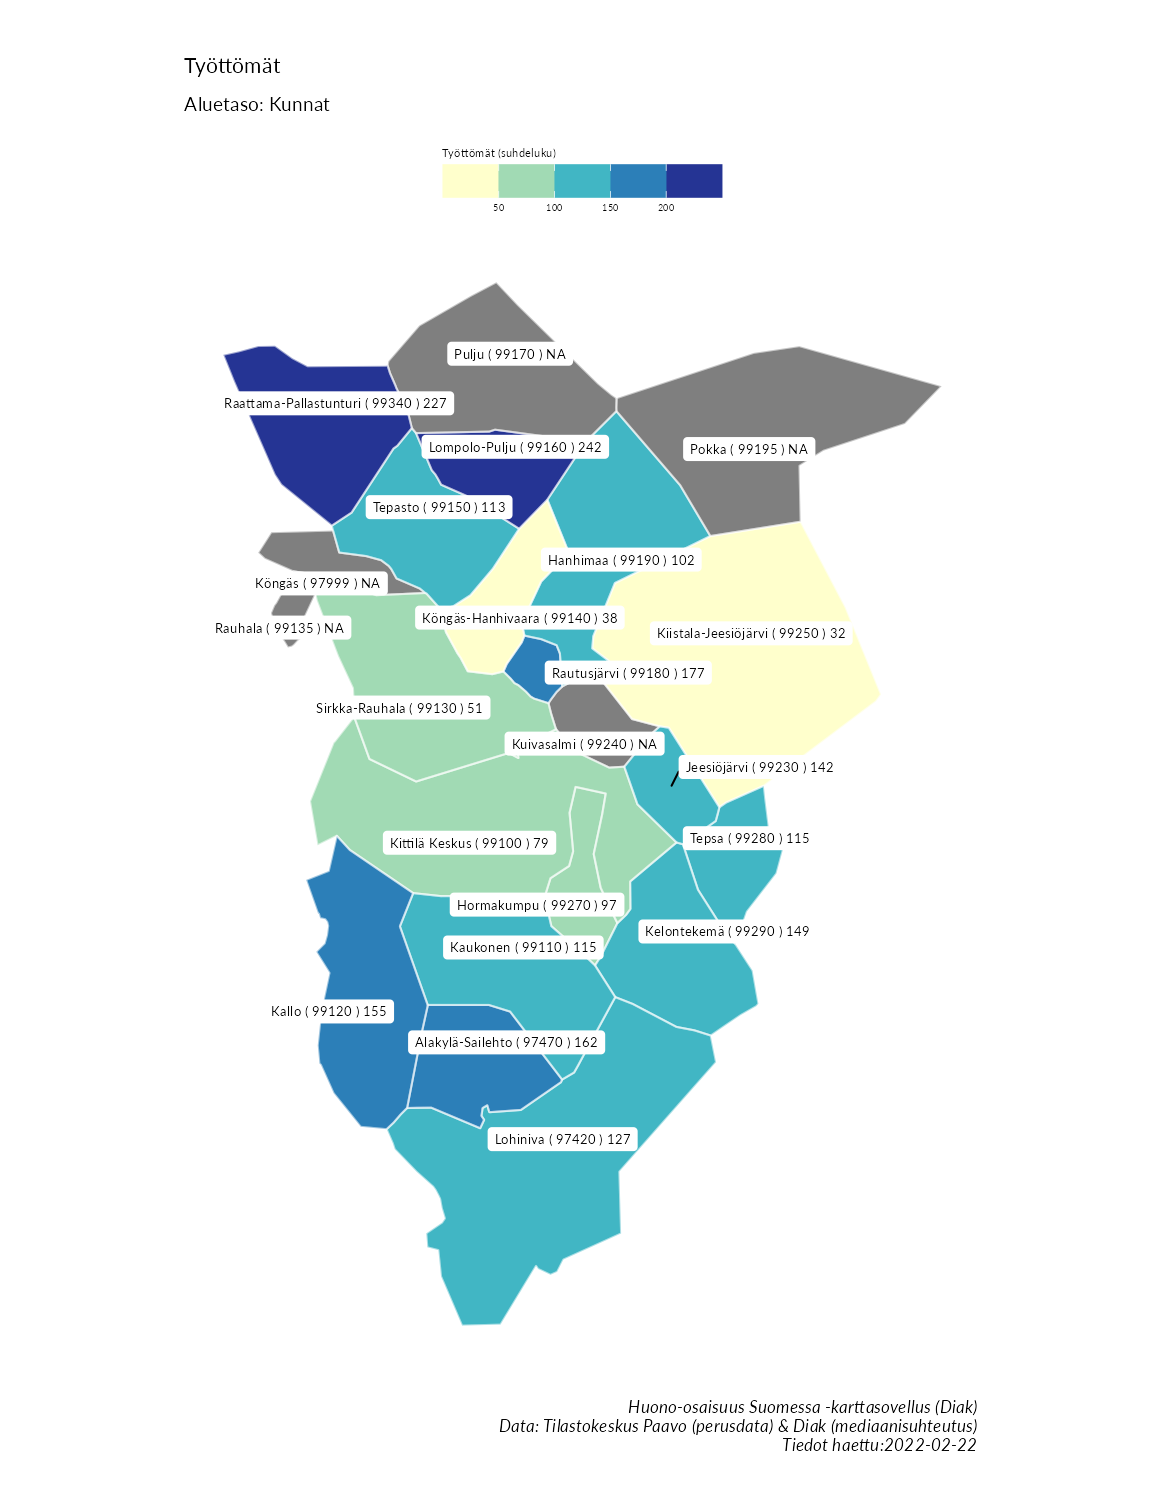 Työttömät
Aluetaso: Kunnat
Työttömät (suhdeluku)
50 100 150 200
Pulju ( 99170 ) NA
Raattama-Pallastunturi ( 99340 ) 227
Lompolo-Pulju ( 99160 ) 242
Pokka ( 99195 ) NA
Tepasto ( 99150 ) 113
Hanhimaa ( 99190 ) 102
Köngäs ( 97999 ) NA
Köngäs-Hanhivaara ( 99140 ) 38
Rauhala ( 99135 ) NA
Kiistala-Jeesiöjärvi ( 99250 ) 32
Rautusjärvi ( 99180 ) 177
Sirkka-Rauhala ( 99130 ) 51
Kuivasalmi ( 99240 ) NA
Jeesiöjärvi ( 99230 ) 142
Tepsa ( 99280 ) 115
Kittilä Keskus ( 99100 ) 79
Hormakumpu ( 99270 ) 97
Kelontekemä ( 99290 ) 149
Kaukonen ( 99110 ) 115
Kallo ( 99120 ) 155
Alakylä-Sailehto ( 97470 ) 162
Lohiniva ( 97420 ) 127
Huono-osaisuus Suomessa -karttasovellus (Diak)
Data: Tilastokeskus Paavo (perusdata) & Diak (mediaanisuhteutus)
Tiedot haettu:2022-02-22